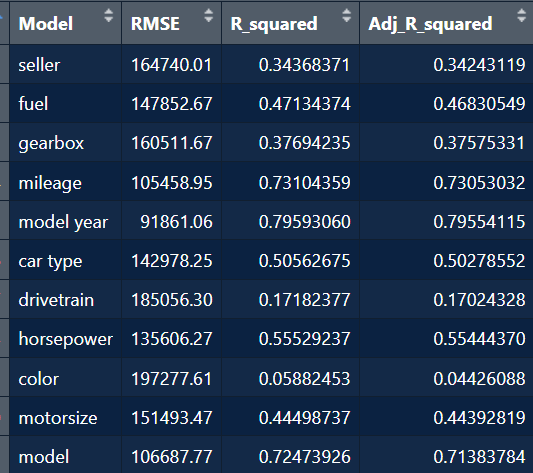 Model RMSE R_squared Adj_R_squared
seller 164740.01 0.34368371 0.34243119
fuel 147852.67 0.47134374 0.46830549
gearbox 160511.67 0.37694235 0.37575331
mileage 105458.95 0.73104359 0.73053032
model year 91861.06 0.79593060 0.79554115
car type 142978.25 0.50562675 0.50278552
drivetrain 185056.30 0.17182377 0.17024328
horsepower 135606.27 0.55529237 0.55444370
color 197277.61 0.05882453 0.04426088
motorsize 151493.47 0.44498737 0.44392819
model 106687.77 0.72473926 0.71383784